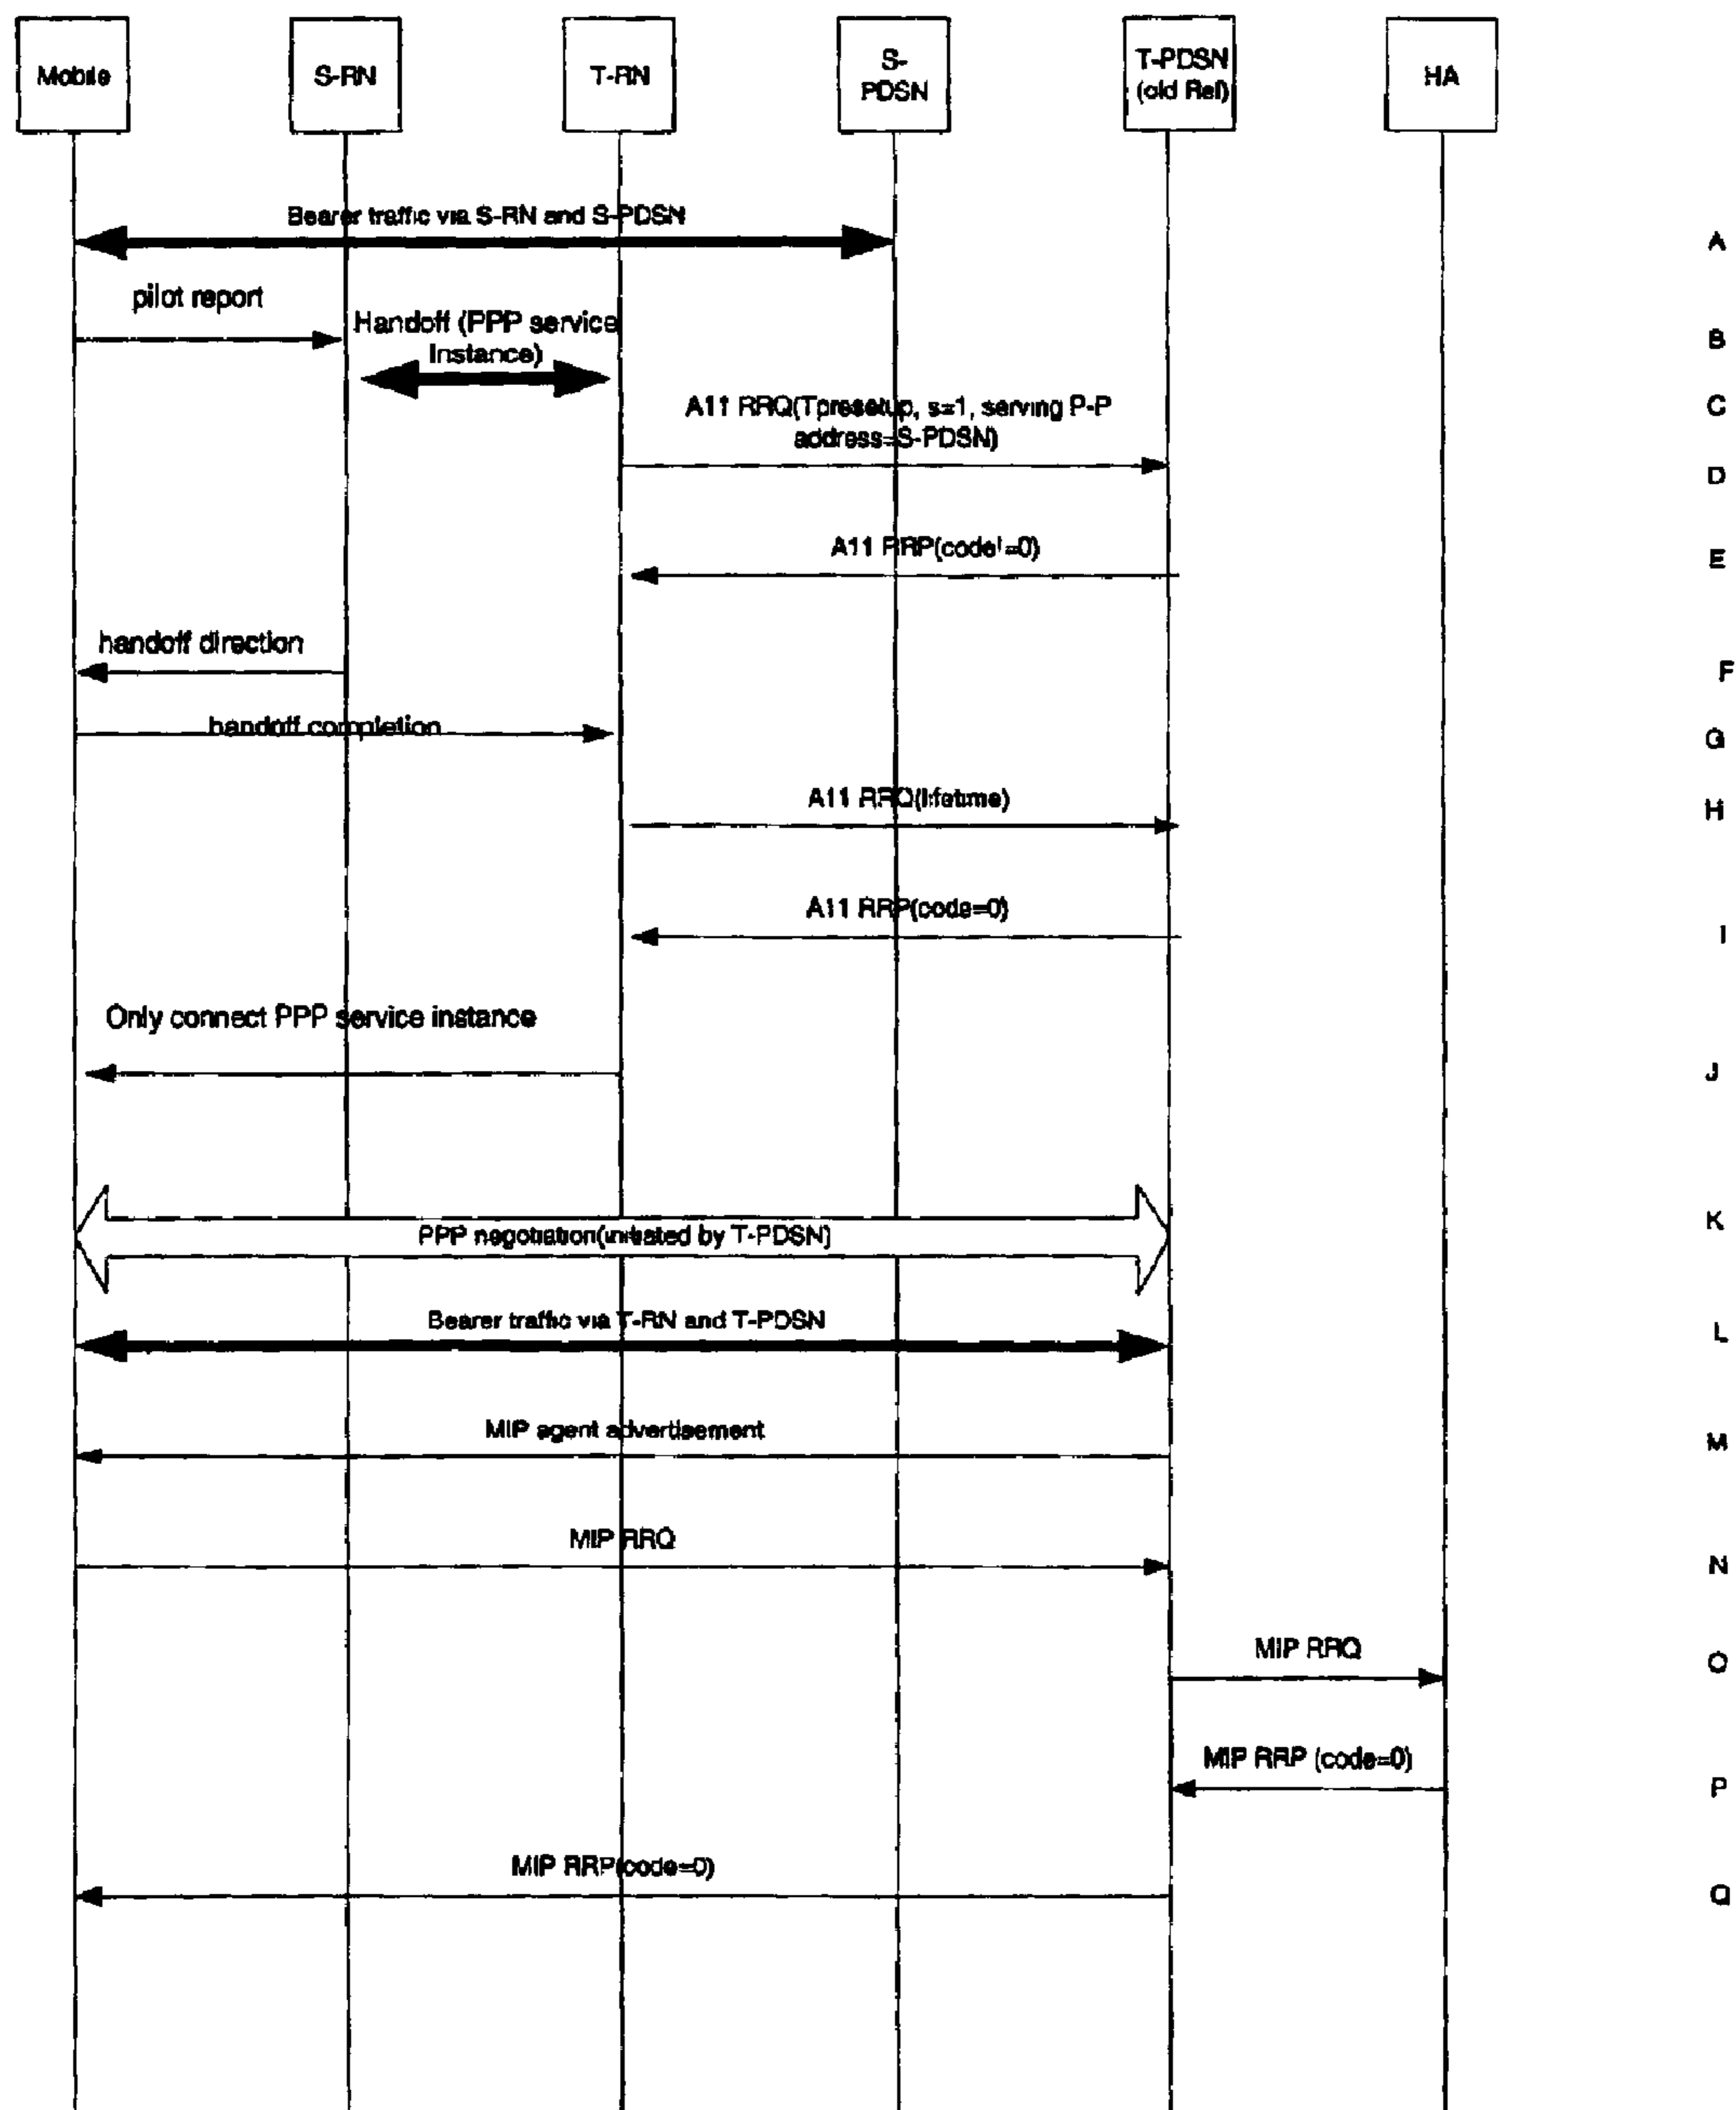 Mobile
S-RN
T-RN
S-
PDSN
T-PDSN
(old Rel)
HA
Bearer traffic via S-RN and S-PDSN
A
pilot report
B
Handoff (PPP service
Instance)
C
A11 RRQ(Tpresetup, s=1, serving P-P
address=S-PDSN)
D
A11 RRP(code!=0)
E
handoff direction
F
handoff completion
G
A11 RRQ(lifetime)
H
A11 RRP(code=0)
I
Only connect PPP service instance
J
PPP negotiation(initiated by T-PDSN)
K
Bearer traffic via T-RN and T-PDSN
L
MIP agent advertisement
M
MIP RRQ
N
MIP RRQ
O
MIP RRP (code=0)
P
MIP RRP(code=0)
Q